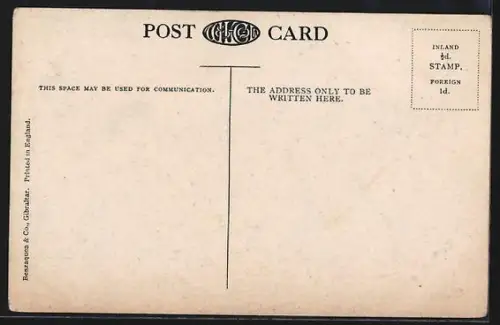 POST CARD
INLAND
½d.
STAMP.
FOREIGN
1d.
THIS SPACE MAY BE USED FOR COMMUNICATION.
THE ADDRESS ONLY TO BE
WRITTEN HERE.
Benzaquen & Co., Gibraltar. Printed in England.